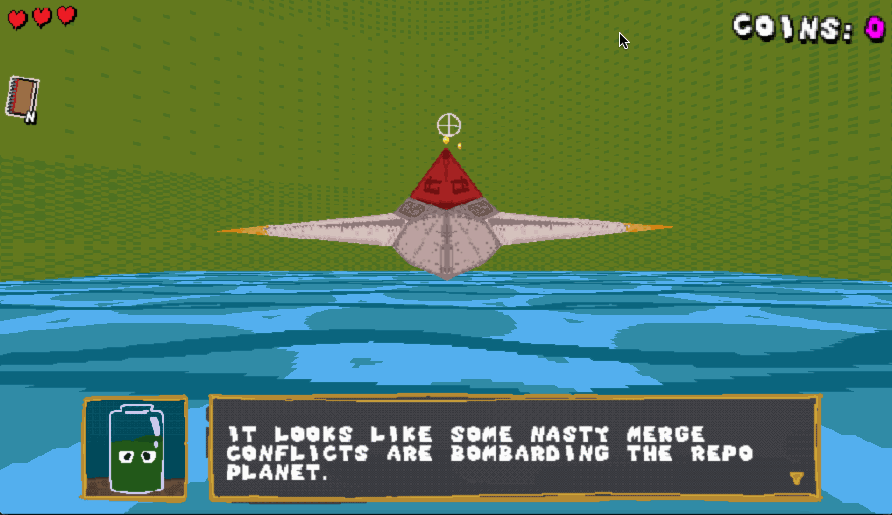 COINS: 0
N
IT LOOKS LIKE SOME NASTY MERGE
CONFLICTS ARE BOMBARDING THE REPO
PLANET.